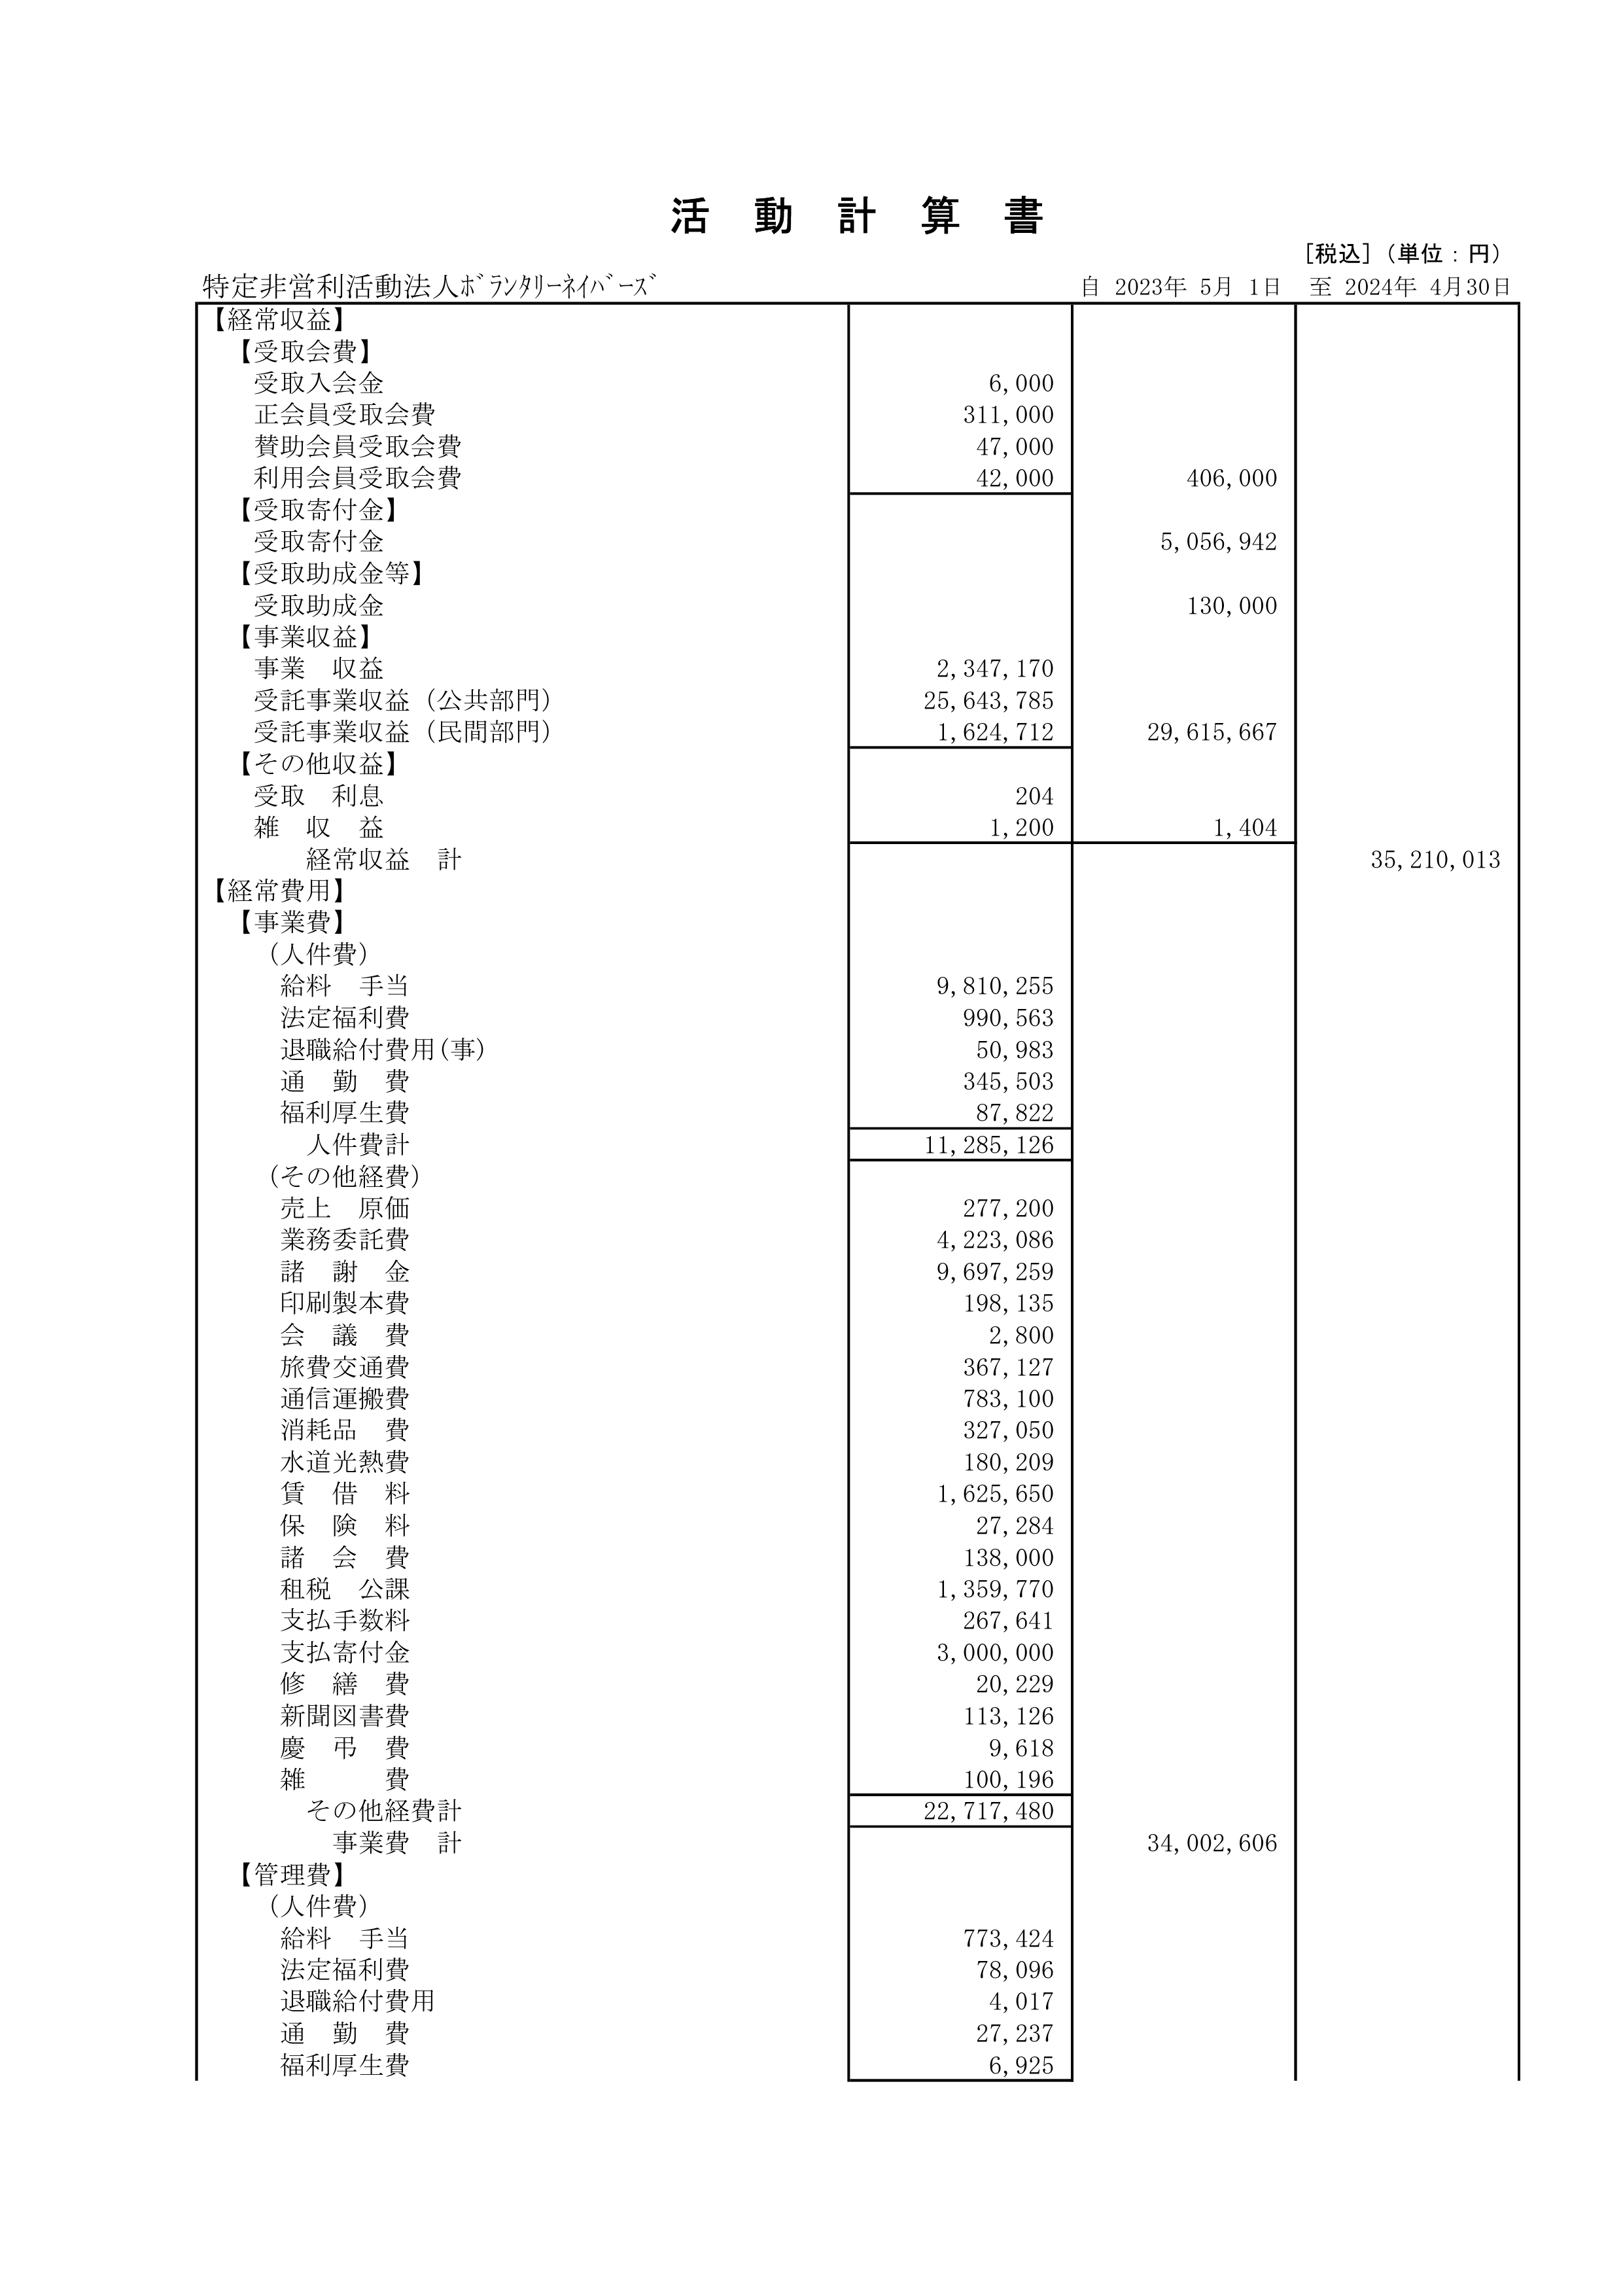 活　動　計　算　書
[税込]（単位：円）
特定非営利活動法人ﾎﾞﾗﾝﾀﾘｰﾈｲﾊﾞｰｽﾞ　自 2023年 5月 1日　至 2024年 4月30日
【経常収益】
【受取会費】
受取入会金　6,000
正会員受取会費　311,000
賛助会員受取会費　47,000
利用会員受取会費　42,000　406,000
【受取寄付金】
受取寄付金　5,056,942
【受取助成金等】
受取助成金　130,000
【事業収益】
事業　収益　2,347,170
受託事業収益（公共部門）　25,643,785
受託事業収益（民間部門）　1,624,712　29,615,667
【その他収益】
受取　利息　204
雑　収　益　1,200　1,404
経常収益　計　35,210,013
【経常費用】
【事業費】
（人件費）
給料　手当　9,810,255
法定福利費　990,563
退職給付費用(事)　50,983
通　勤　費　345,503
福利厚生費　87,822
人件費計　11,285,126
（その他経費）
売上　原価　277,200
業務委託費　4,223,086
諸　謝　金　9,697,259
印刷製本費　198,135
会　議　費　2,800
旅費交通費　367,127
通信運搬費　783,100
消耗品　費　327,050
水道光熱費　180,209
賃　借　料　1,625,650
保　険　料　27,284
諸　会　費　138,000
租税　公課　1,359,770
支払手数料　267,641
支払寄付金　3,000,000
修　繕　費　20,229
新聞図書費　113,126
慶　弔　費　9,618
雑　　　費　100,196
その他経費計　22,717,480
事業費　計　34,002,606
【管理費】
（人件費）
給料　手当　773,424
法定福利費　78,096
退職給付費用　4,017
通　勤　費　27,237
福利厚生費　6,925